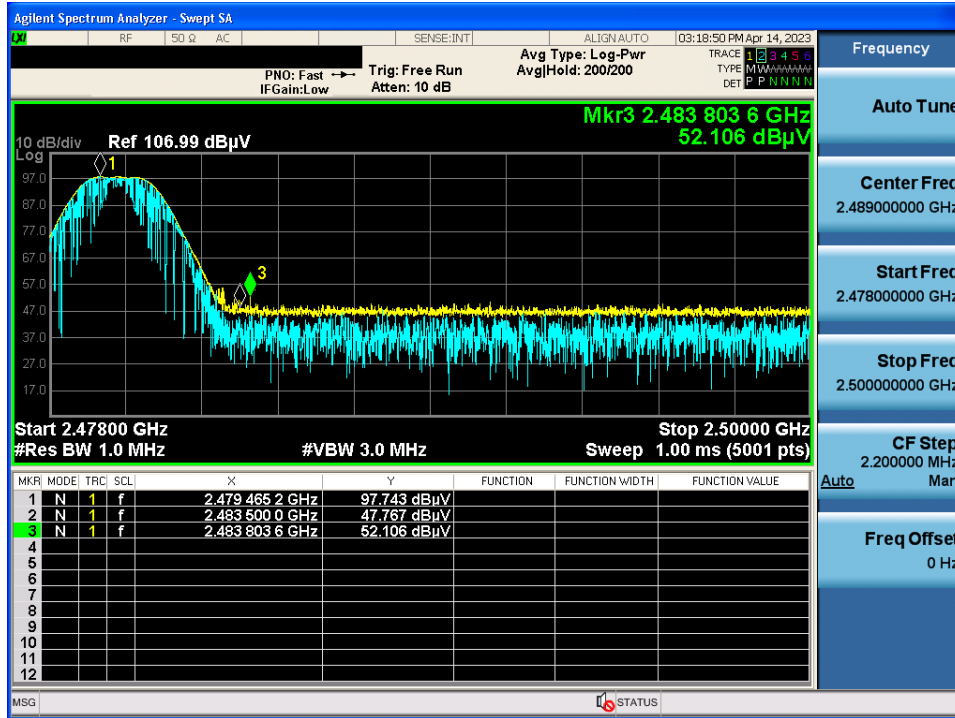 Agilent Spectrum Analyzer - Swept SA
LXI RF 50 Ω AC SENSE:INT ALIGN AUTO 03:18:50 PM Apr 14, 2023
PNO: Fast Trig: Free Run Avg Type: Log-Pwr TRACE 1 2 3 4 5 6
IFGain:Low Atten: 10 dB Avg|Hold: 200/200 TYPE M W W W W W
DET P P N N N N
Mkr3 2.483 803 6 GHz
52.106 dBµV
10 dB/div Ref 106.99 dBµV
Log
97.0
87.0
77.0
67.0
57.0
47.0
37.0
27.0
17.0
1
3
Start 2.47800 GHz Stop 2.50000 GHz
#Res BW 1.0 MHz #VBW 3.0 MHz Sweep 1.00 ms (5001 pts)
MKR MODE TRC SCL X Y FUNCTION FUNCTION WIDTH FUNCTION VALUE
1 N 1 f 2.479 465 2 GHz 97.743 dBµV
2 N 1 f 2.483 500 0 GHz 47.767 dBµV
3 N 1 f 2.483 803 6 GHz 52.106 dBµV
4
5
6
7
8
9
10
11
12
MSG STATUS
Frequency
Auto Tune
Center Freq
2.489000000 GHz
Start Freq
2.478000000 GHz
Stop Freq
2.500000000 GHz
CF Step
2.200000 MHz
Auto Man
Freq Offset
0 Hz